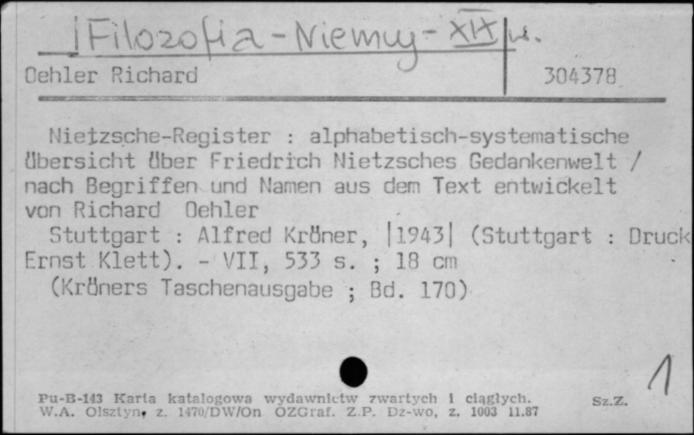 Filozofia - Niemcy - XIX w.
Oehler Richard 304378
Nietzsche-Register : alphabetisch-systematische
Übersicht über Friedrich Nietzsches Gedankenwelt /
nach Begriffen und Namen aus dem Text entwickelt
von Richard Oehler
Stuttgart : Alfred Kröner, |1943| (Stuttgart : Druck
Ernst Klett). - VII, 533 s. ; 18 cm
(Kröners Taschenausgabe ; Bd. 170)
1
Pu-B-143 Karta katalogowa wydawnictw zwartych i ciągłych. Sz.Z.
W.A. Olsztyn, z. 1470/DW/On OZGraf. Z.P. Dz-wo, z. 1003 11.87